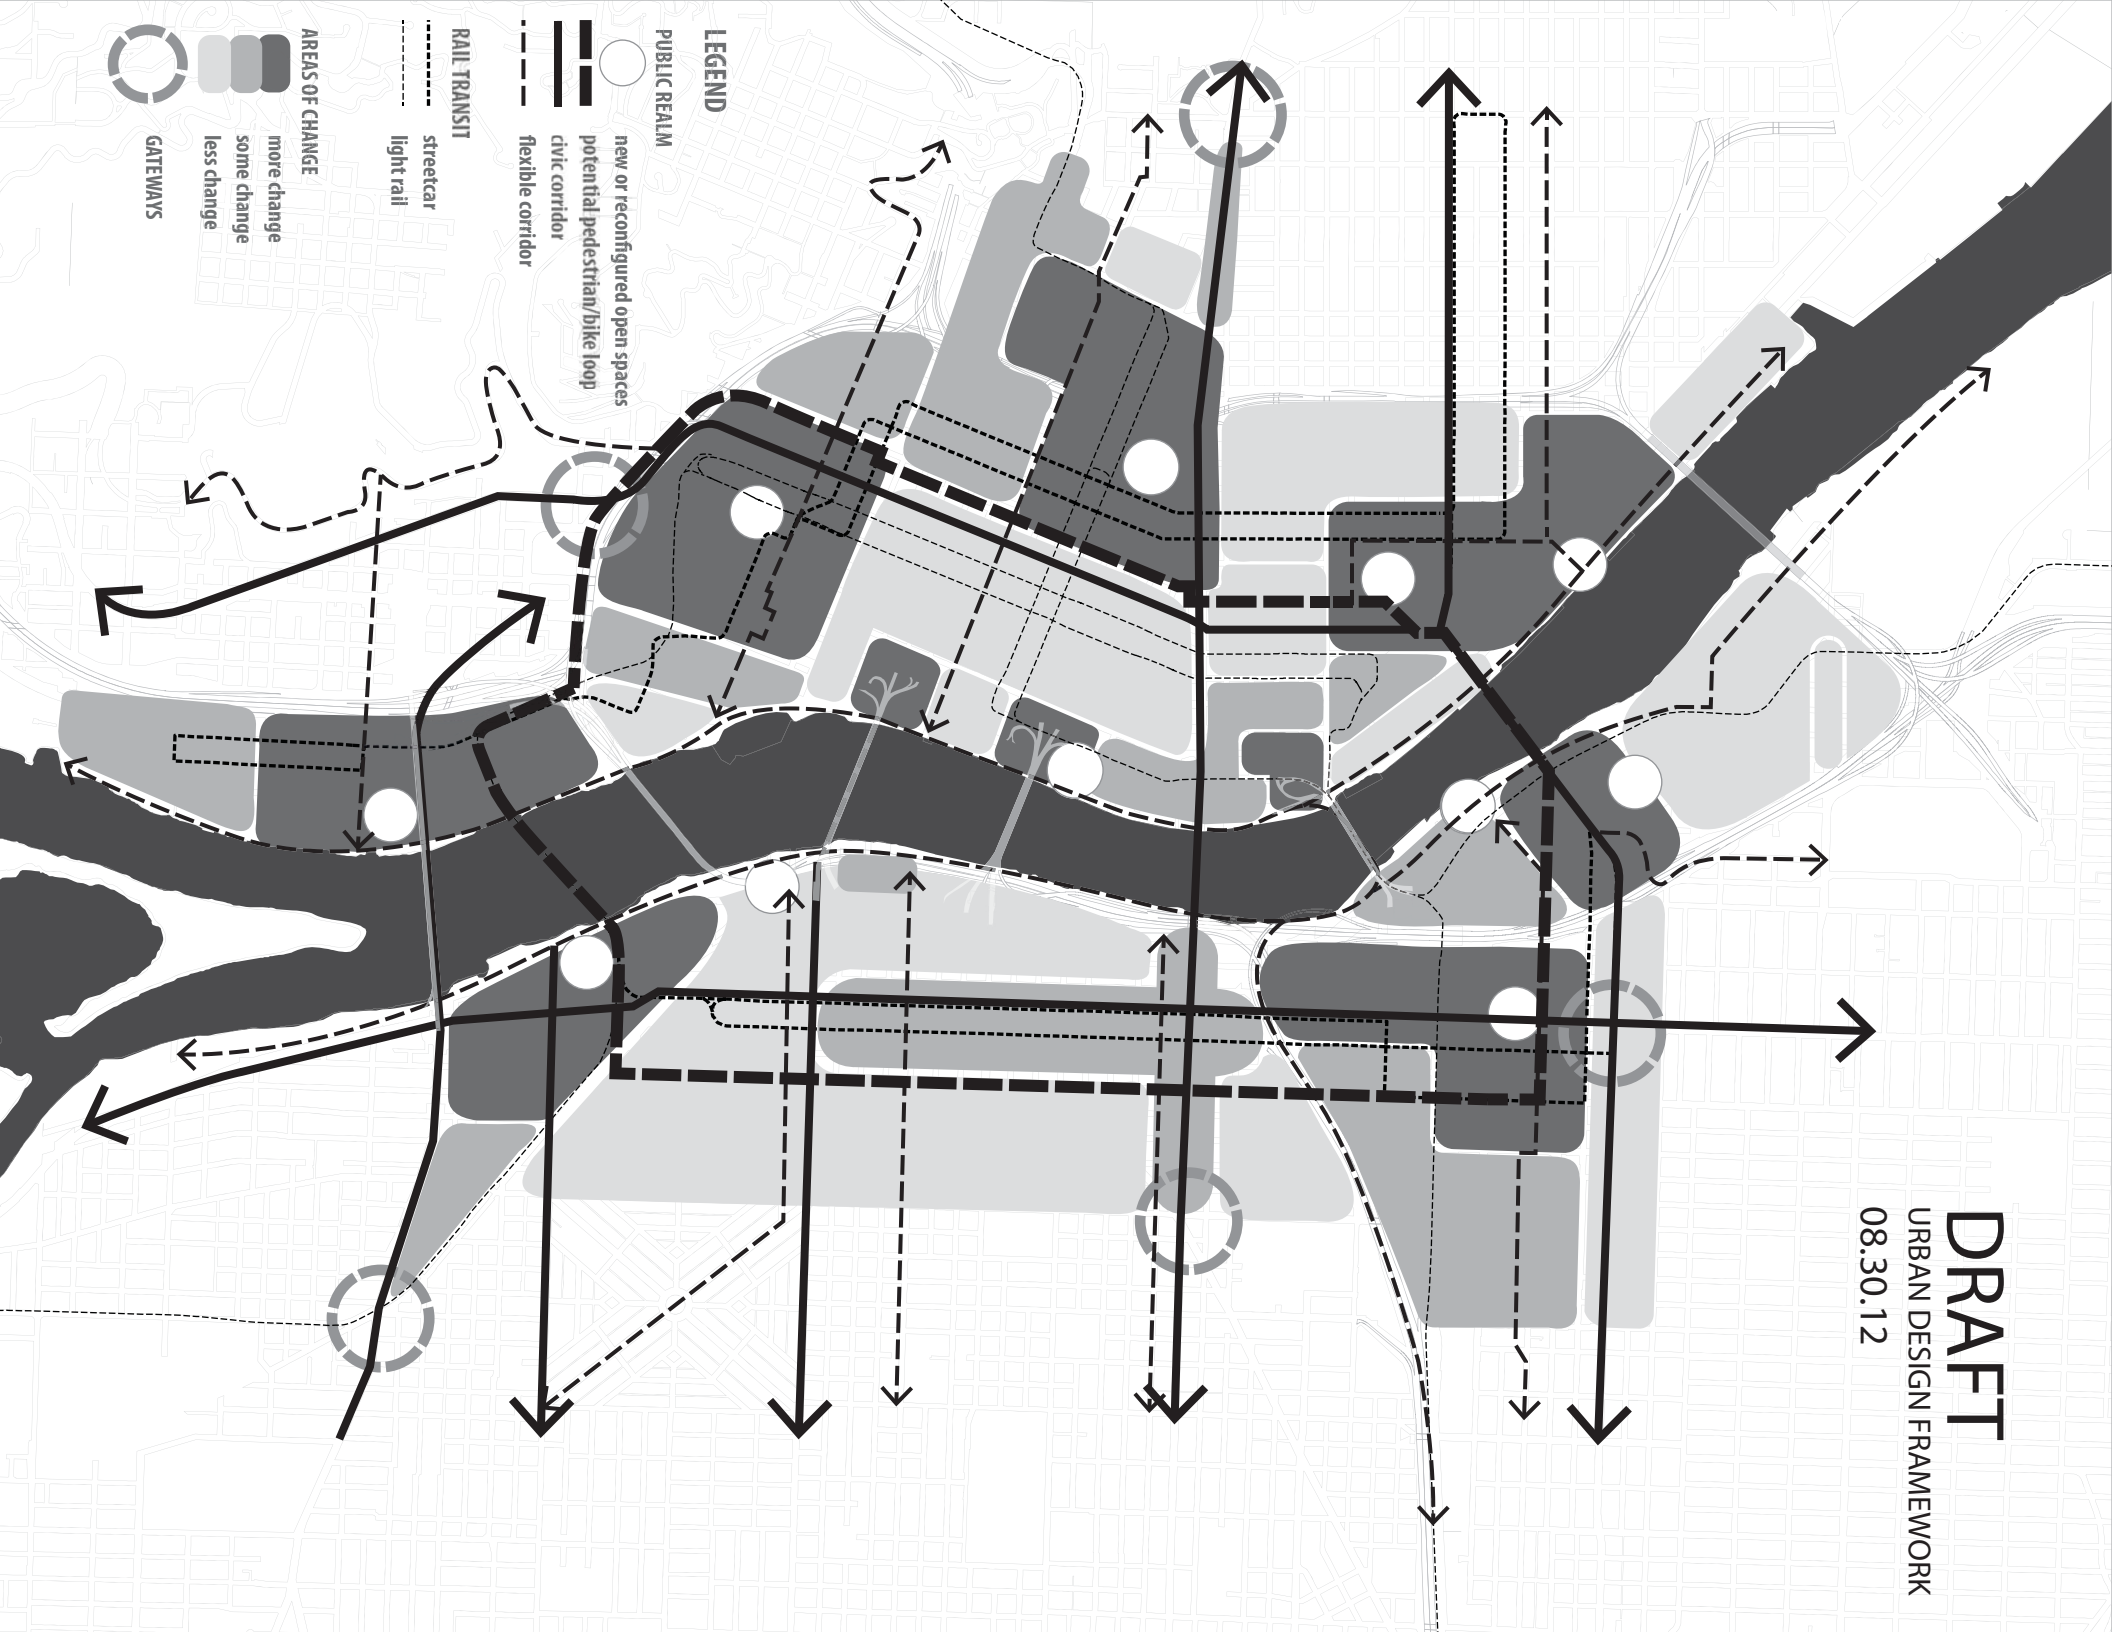 DRAFT
URBAN DESIGN FRAMEWORK
08.30.12
LEGEND
PUBLIC REALM
new or reconfigured open spaces
potential pedestrian/bike loop
civic corridor
flexible corridor
RAIL TRANSIT
streetcar
light rail
AREAS OF CHANGE
more change
some change
less change
GATEWAYS